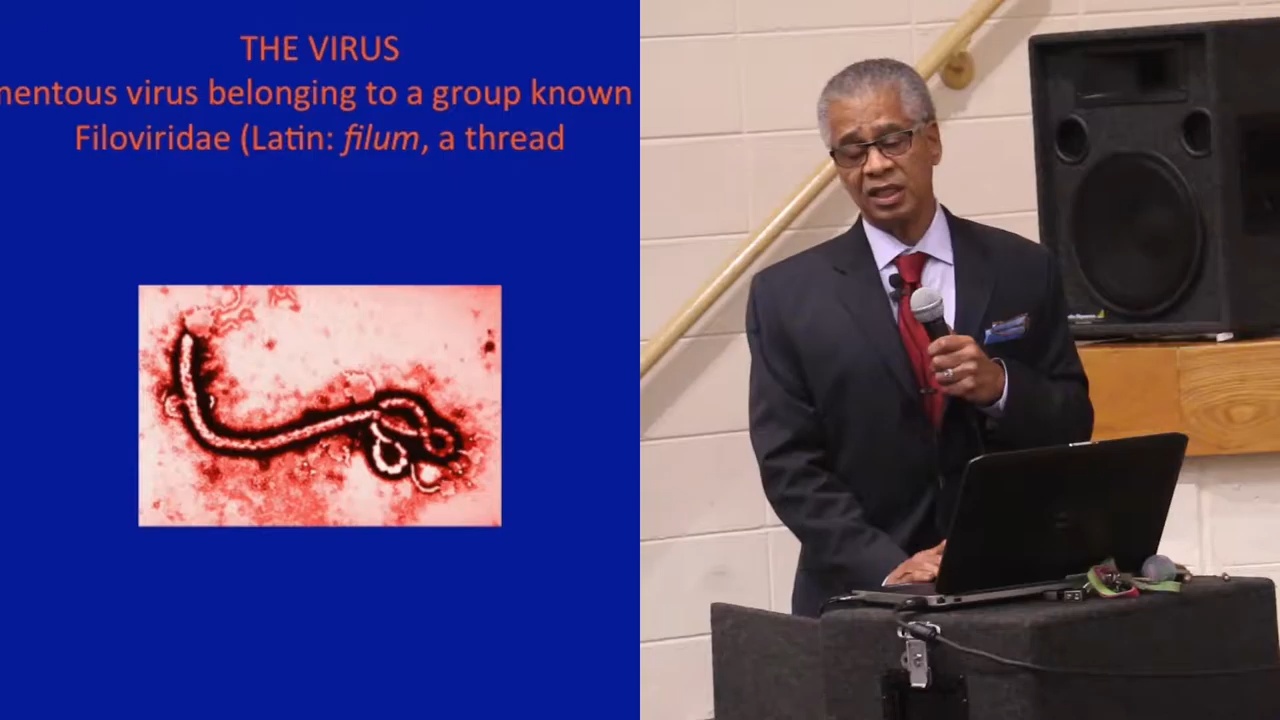 THE VIRUS
mentous virus belonging to a group known
Filoviridae (Latin: filum, a thread